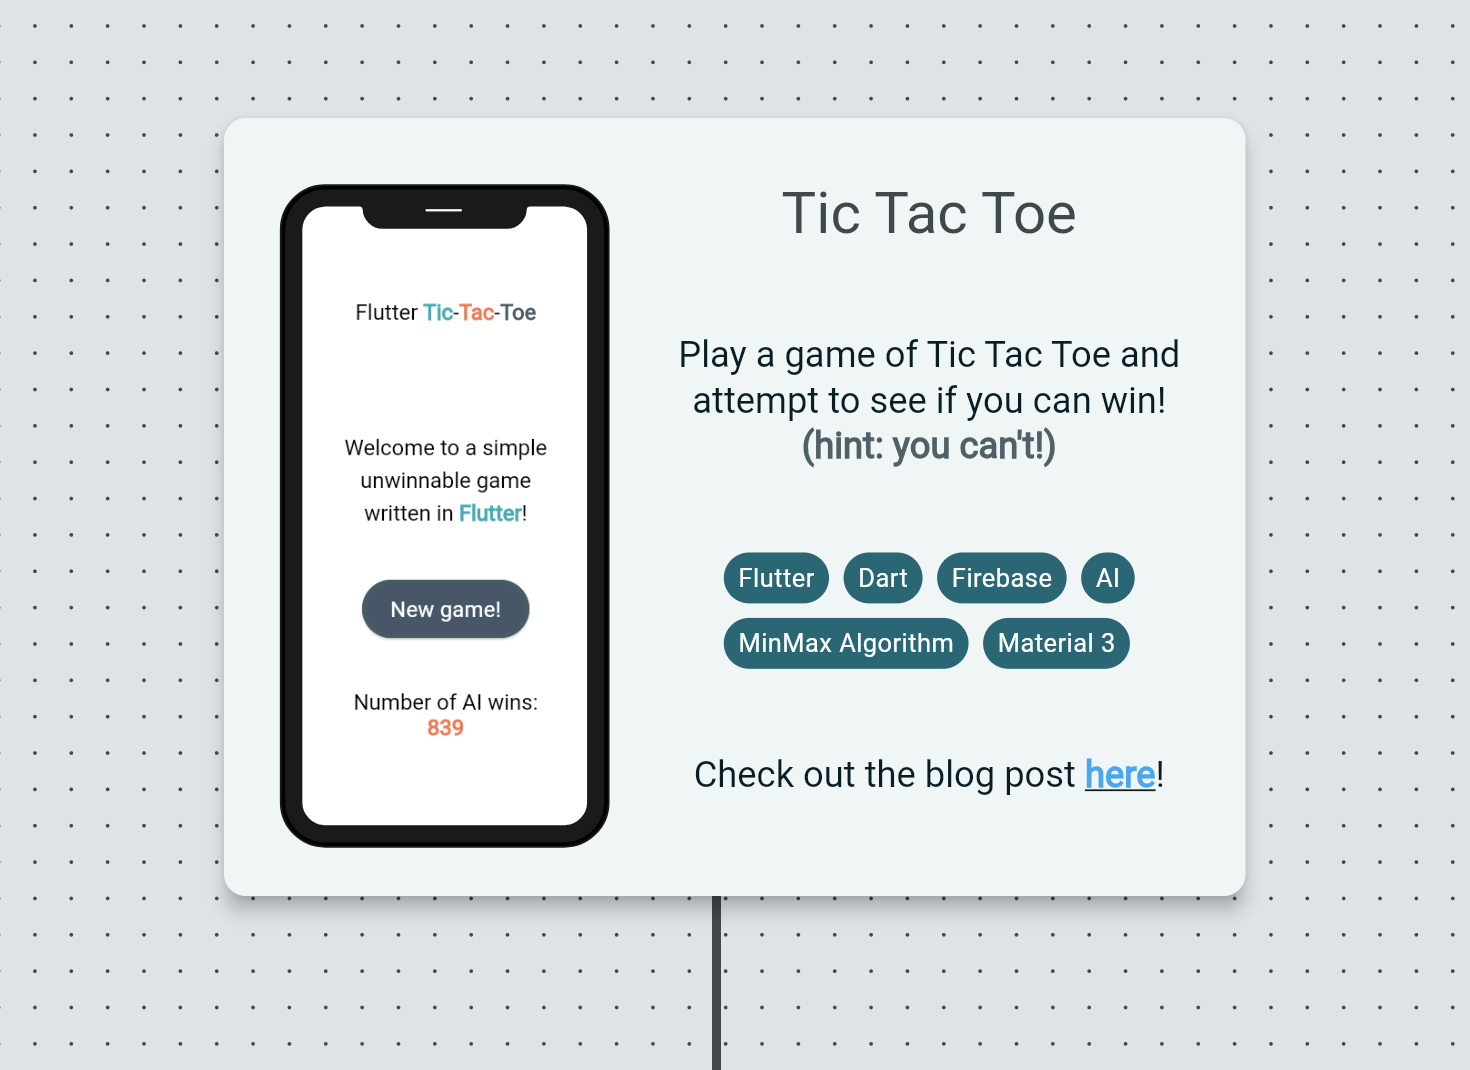 Flutter Tic-Tac-Toe
Welcome to a simple
unwinnable game
written in Flutter!
New game!
Number of AI wins:
839
Tic Tac Toe
Play a game of Tic Tac Toe and
attempt to see if you can win!
(hint: you can't!)
Flutter Dart Firebase AI
MinMax Algorithm Material 3
Check out the blog post here!